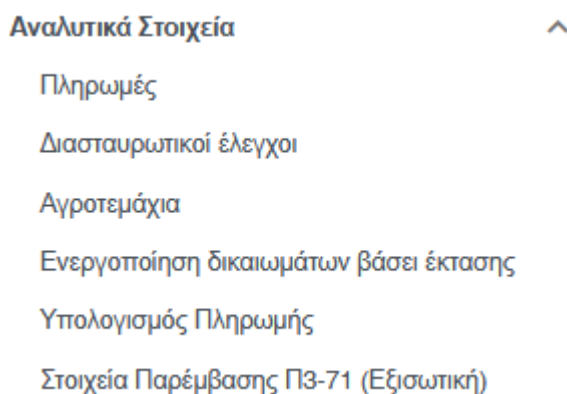 Αναλυτικά Στοιχεία
Πληρωμές
Διασταυρωτικοί έλεγχοι
Αγροτεμάχια
Ενεργοποίηση δικαιωμάτων βάσει έκτασης
Υπολογισμός Πληρωμής
Στοιχεία Παρέμβασης Π3-71 (Εξισωτική)